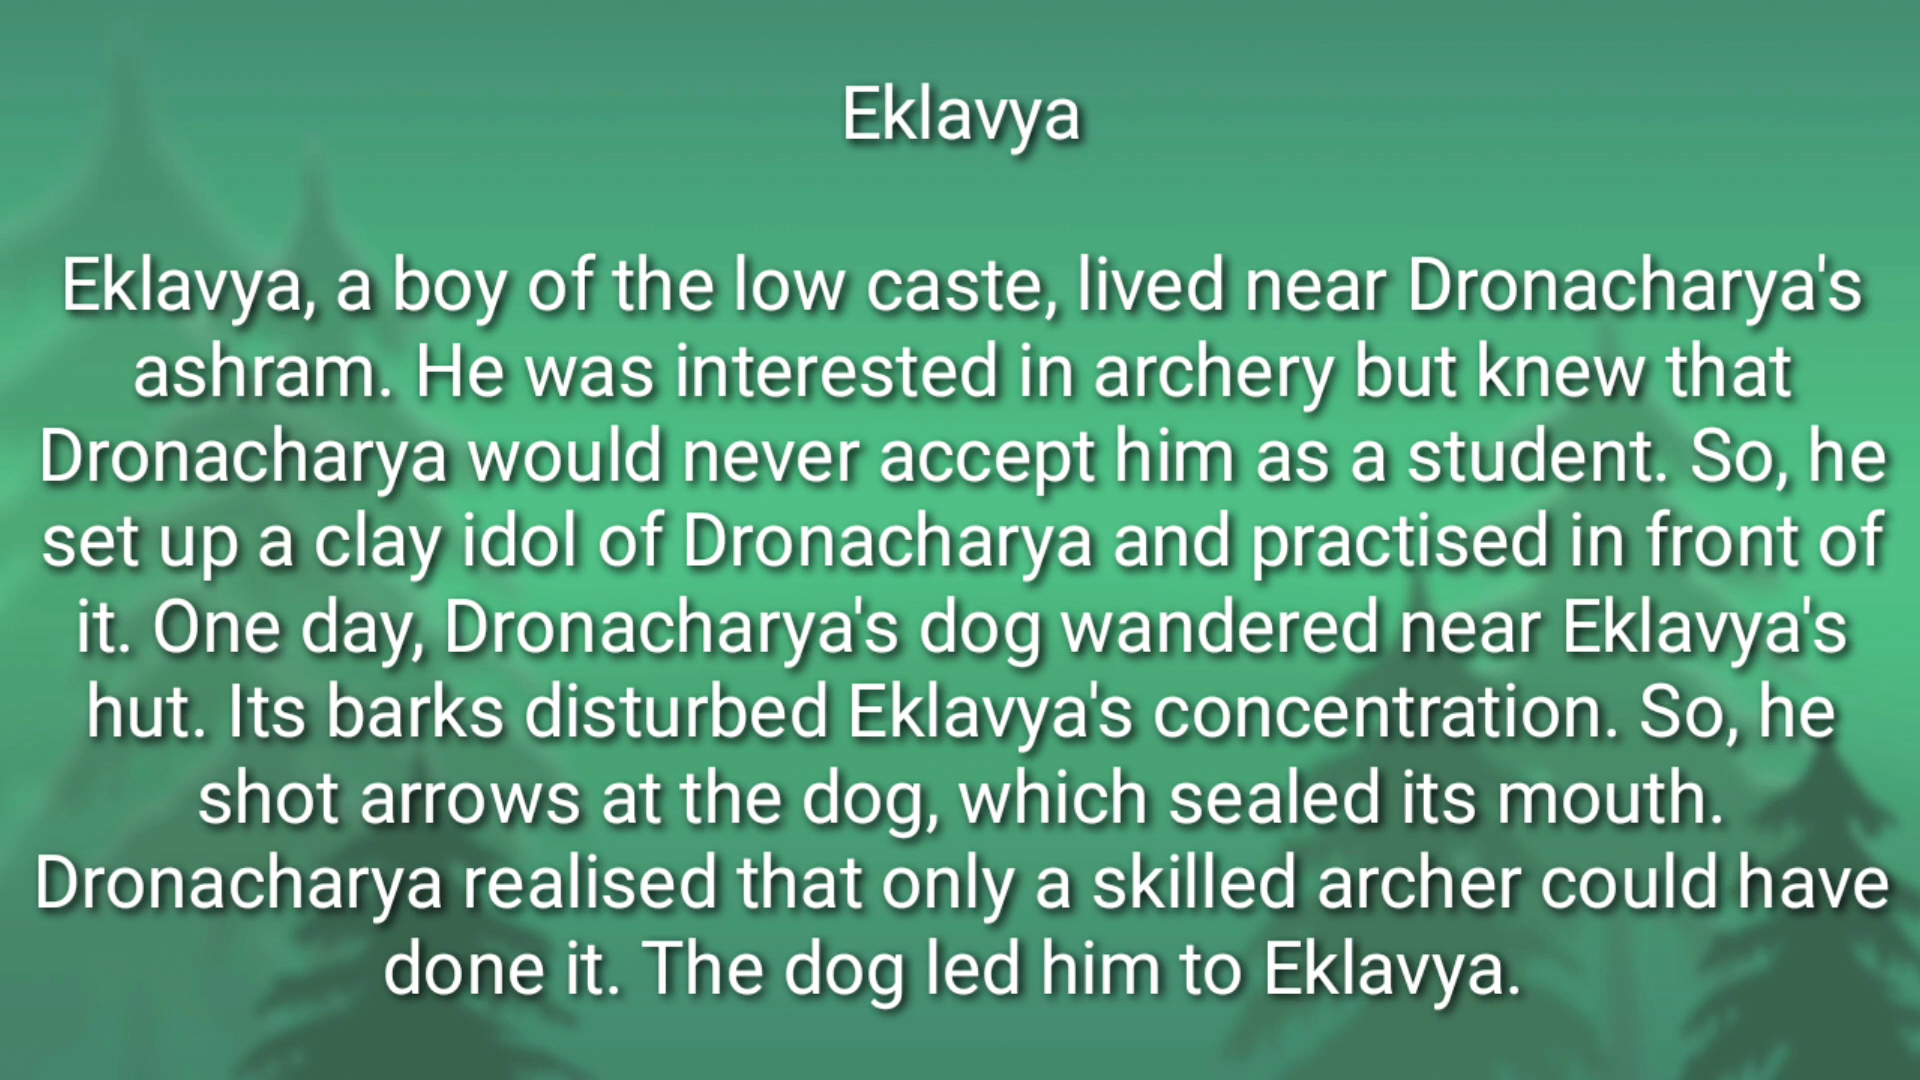 Eklavya
Eklavya, a boy of the low caste, lived near Dronacharya's
ashram. He was interested in archery but knew that
Dronacharya would never accept him as a student. So, he
set up a clay idol of Dronacharya and practised in front of
it. One day, Dronacharya's dog wandered near Eklavya's
hut. Its barks disturbed Eklavya's concentration. So, he
shot arrows at the dog, which sealed its mouth.
Dronacharya realised that only a skilled archer could have
done it. The dog led him to Eklavya.